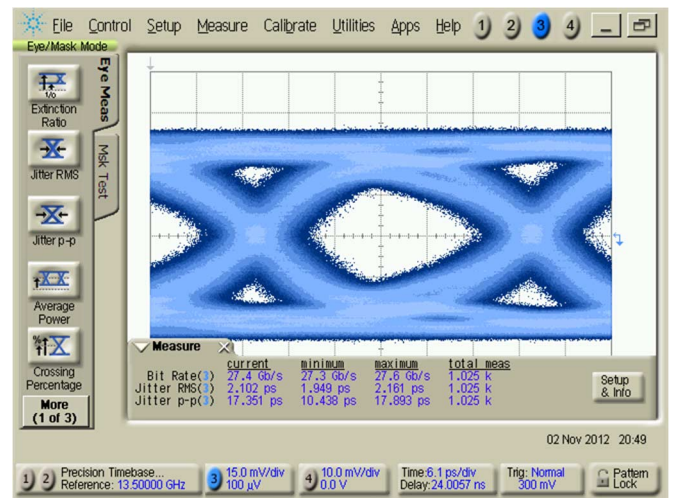 File Control Setup Measure Calibrate Utilities Apps Help 1 2 3 4
Eye/Mask Mode
Eye Meas
Msk Test
Extinction
Ratio
Jitter RMS
Jitter p-p
Average
Power
Crossing
Percentage
More
(1 of 3)
Measure
current minimum maximum total meas
Bit Rate(3) 27.4 Gb/s 27.3 Gb/s 27.6 Gb/s 1.025 k
Jitter RMS(3) 2.102 ps 1.949 ps 2.161 ps 1.025 k
Jitter p-p(3) 17.351 ps 10.438 ps 17.893 ps 1.025 k
Setup
& Info
02 Nov 2012 20:49
1 2 Precision Timebase...
Reference: 13.50000 GHz
3 15.0 mV/div
100 µV
4 10.0 mV/div
0.0 V
Time:6.1 ps/div
Delay:24.0057 ns
Trig: Normal
300 mV
Pattern
Lock